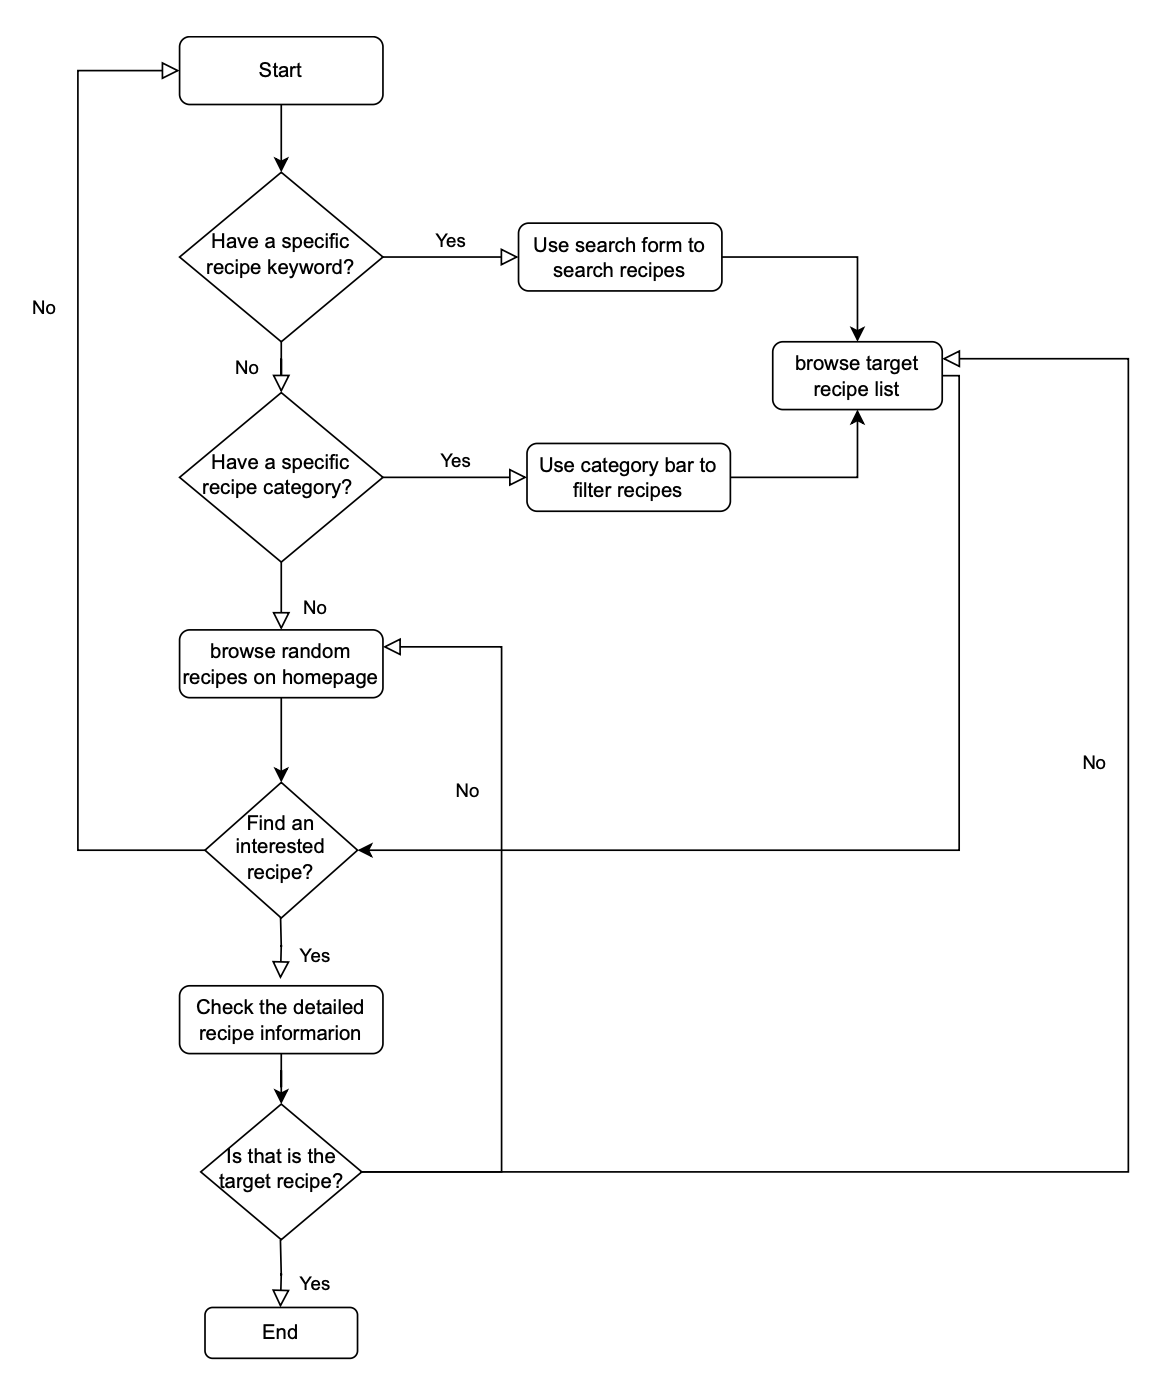 Start
Have a specific
recipe keyword?
Yes
Use search form to
search recipes
No
No
browse target
recipe list
Have a specific
recipe category?
Yes
Use category bar to
filter recipes
No
browse random
recipes on homepage
No
No
Find an
interested
recipe?
Yes
Check the detailed
recipe informarion
Is that is the
target recipe?
Yes
End